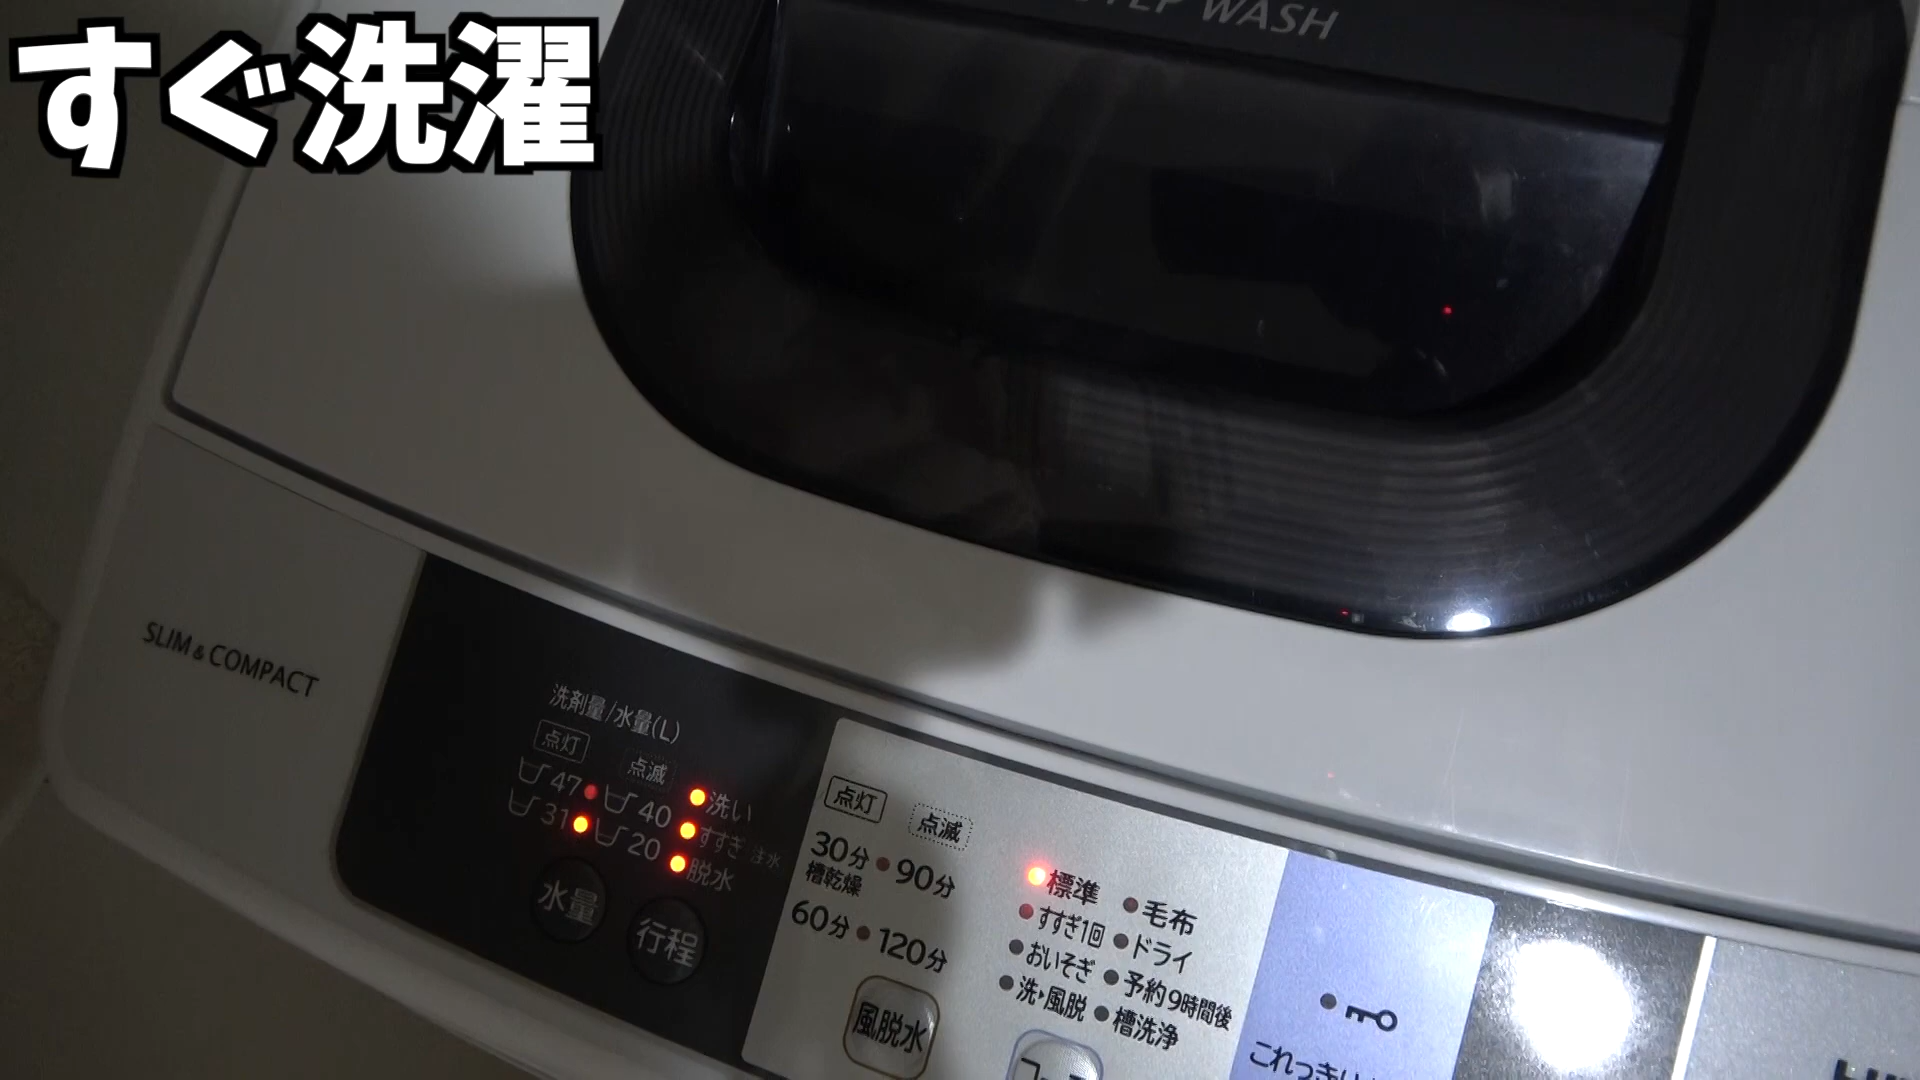 すぐ洗濯
STEP WASH
SLIM & COMPACT
洗剤量/水量(L)
点灯 点滅
47 40 洗い
31 20 すすぎ 注水
脱水
水量 行程
点灯 点滅
30分 90分
槽乾燥
60分 120分
風脱水
標準 毛布
すすぎ1回 ドライ
おいそぎ 予約9時間後
洗・風脱 槽洗浄